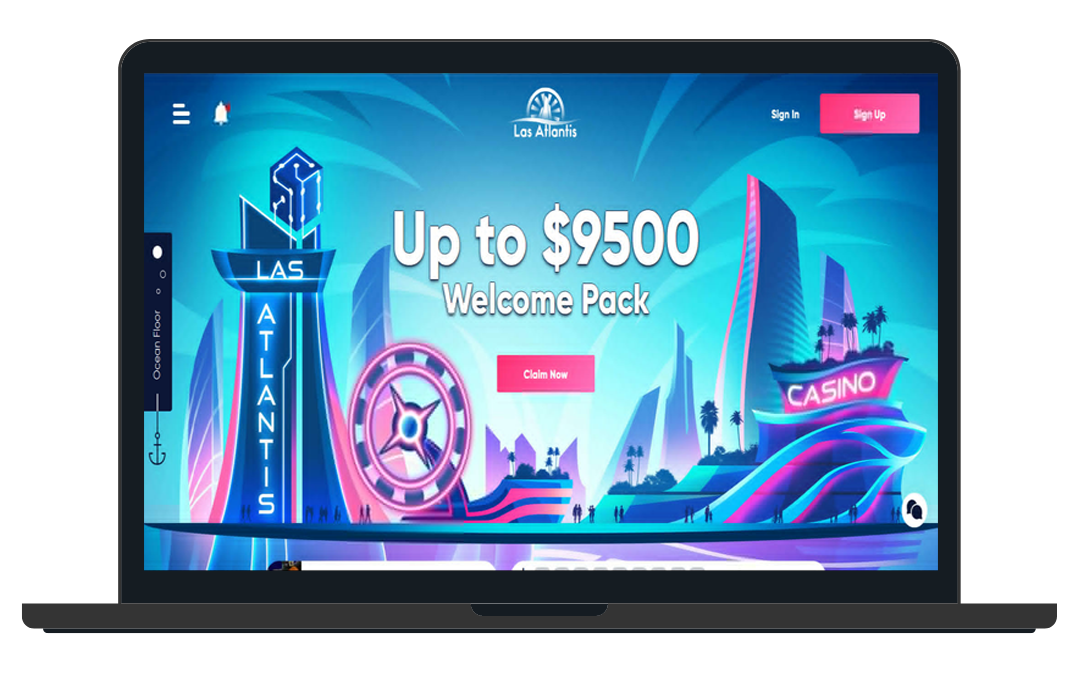 Las Atlantis
Sign In
Sign Up
Up to $9500
Welcome Pack
Claim Now
LAS
ATLANTIS
CASINO
Ocean Floor